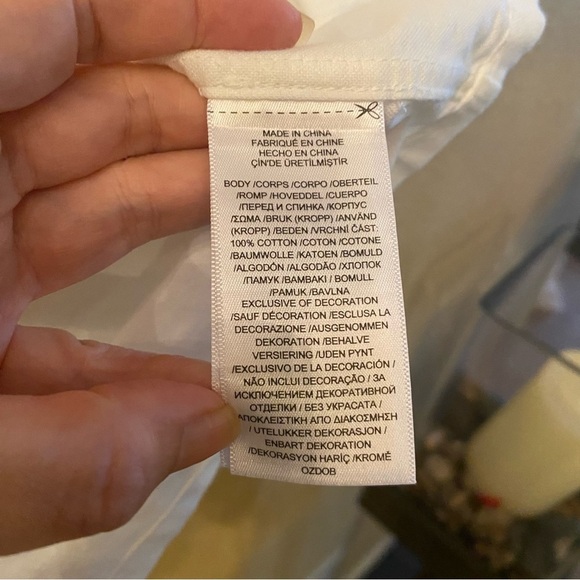 MADE IN CHINA
FABRIQUÉ EN CHINE
HECHO EN CHINA
ÇİN'DE ÜRETİLMİŞTİR
BODY /CORPS /CORPO /OBERTEIL
/ROMP /HOVEDDEL /CUERPO
/ПЕРЕД И СПИНКА /КОРПУС
/ΣΩΜΑ /BRUK (KROPP) /ANVÄND
(KROPP) /BEDEN /VRCHNÍ ČÁST:
100% COTTON /COTON /COTONE
/BAUMWOLLE /KATOEN /BOMULD
/ALGODÓN /ALGODÃO /ХЛОПОК
/ПАМУК /ΒΑΜΒΑΚΙ / BOMULL
/PAMUK /BAVLNA
EXCLUSIVE OF DECORATION
/SAUF DÉCORATION /ESCLUSA LA
DECORAZIONE /AUSGENOMMEN
DEKORATION /BEHALVE
VERSIERING /UDEN PYNT
/EXCLUSIVO DE LA DECORACIÓN /
NÃO INCLUI DECORAÇÃO / ЗА
ИСКЛЮЧЕНИЕМ ДЕКОРАТИВНОЙ
ОТДЕЛКИ / БЕЗ УКРАСАТА /
ΑΠΟΚΛΕΙΣΤΙΚΗ ΑΠΟ ΔΙΑΚΟΣΜΗΣΗ
/ UTELUKKER DEKORASJON /
ENBART DEKORATION
/DEKORASYON HARİÇ /KROMĚ
OZDOB